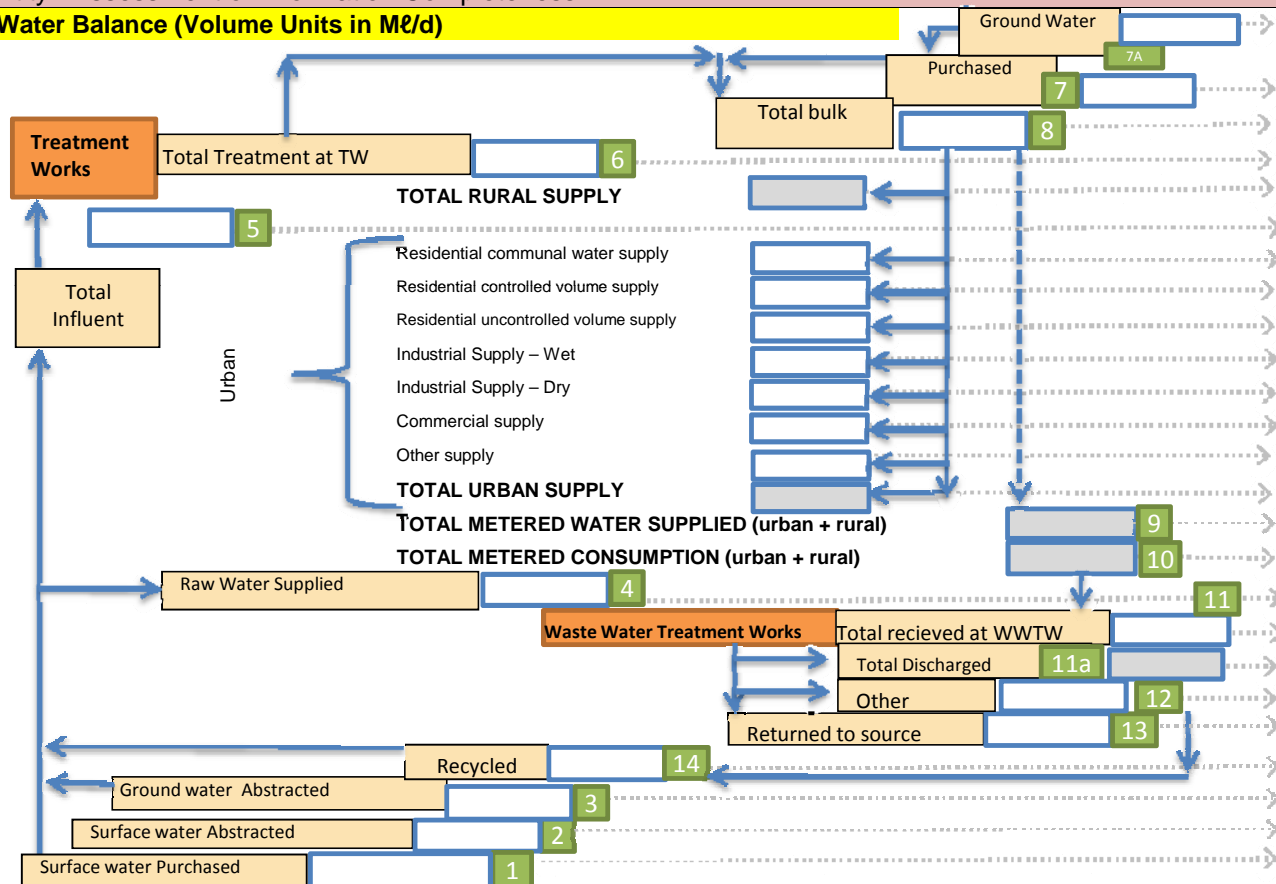 Water Balance (Volume Units in Mℓ/d)
Ground Water
7A
Purchased
7
Total bulk
8
Treatment
Works
Total Treatment at TW
6
TOTAL RURAL SUPPLY
5
Residential communal water supply
Total
Influent
Residential controlled volume supply
Residential uncontrolled volume supply
Urban
Industrial Supply – Wet
Industrial Supply – Dry
Commercial supply
Other supply
TOTAL URBAN SUPPLY
TOTAL METERED WATER SUPPLIED (urban + rural)
9
TOTAL METERED CONSUMPTION (urban + rural)
10
Raw Water Supplied
4
11
Waste Water Treatment Works
Total recieved at WWTW
Total Discharged
11a
Other
12
Returned to source
13
Recycled
14
Ground water Abstracted
3
Surface water Abstracted
2
Surface water Purchased
1